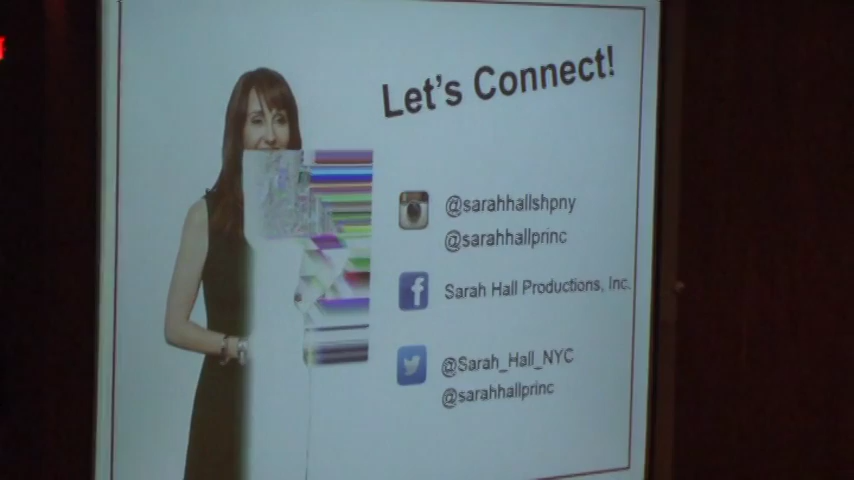 Let's Connect!
@sarahhallshpny
@sarahhallprinc
Sarah Hall Productions, Inc.
@Sarah_Hall_NYC
@sarahhallprinc